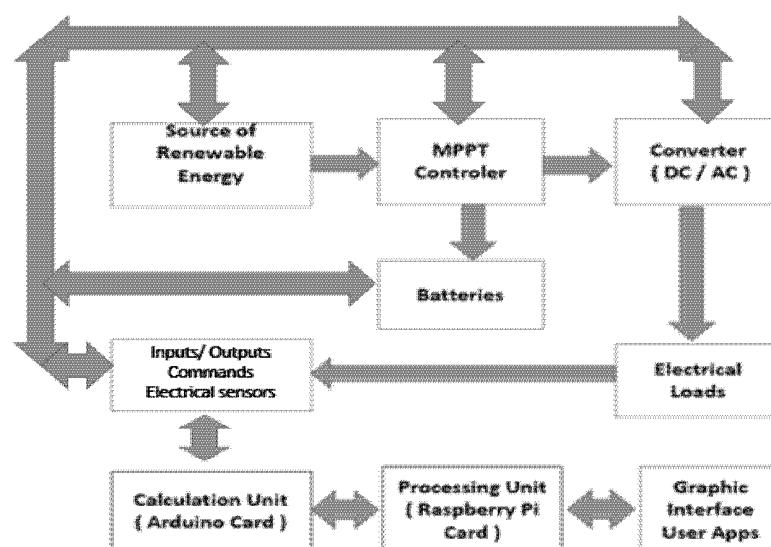 Source of
Renewable
Energy
MPPT
Controler
Converter
( DC / AC )
Batteries
Inputs/ Outputs
Commands
Electrical sensors
Electrical
Loads
Calculation Unit
( Arduino Card )
Processing Unit
( Raspberry Pi
Card )
Graphic
Interface
User Apps